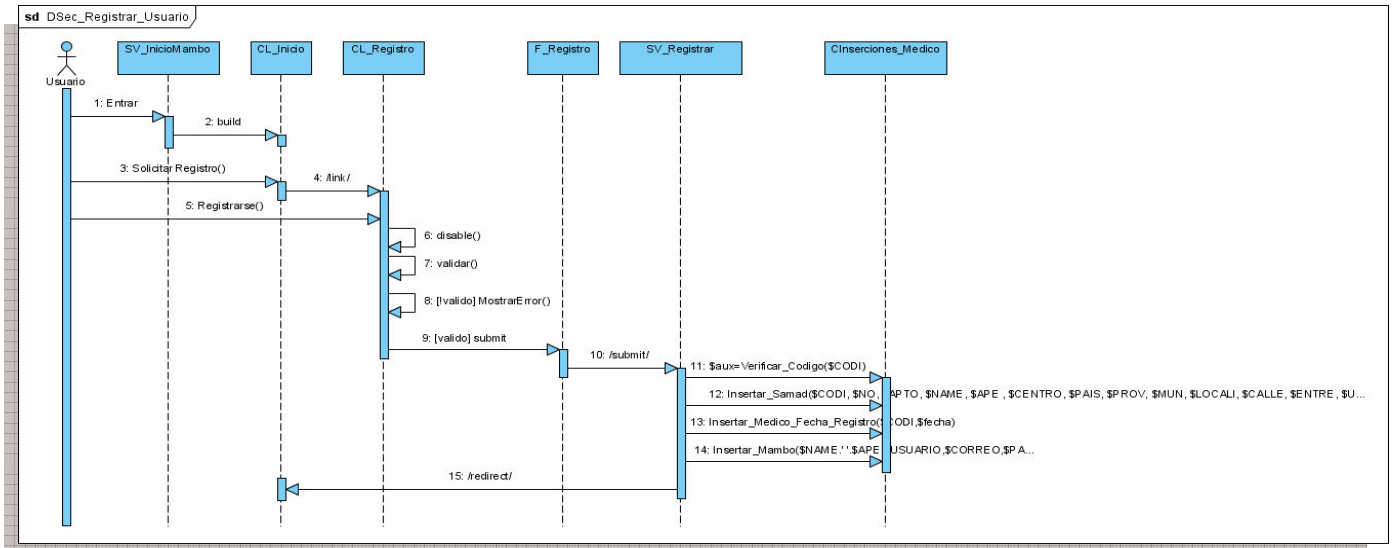 sd DSec_Registrar_Usuario
SV_InicioMambo
CL_Inicio
CL_Registro
F_Registro
SV_Registrar
CInserciones_Medico
Usuario
1: Entrar
2: build
3: Solicitar Registro()
4: /link/
5: Registrarse()
6: disable()
7: validar()
8: [!valido] MostrarError()
9: [valido] submit
10: /submit/
11: $aux=Verificar_Codigo($CODI)
12: Insertar_Samad($CODI, $NO, APTO, $NAME, $APE , $CENTRO, $PAIS, $PROV, $MUN, $LOCALI, $CALLE, $ENTRE, $U...
13: Insertar_Medico_Fecha_Registro($CODI,$fecha)
14: Insertar_Mambo($NAME.' '.$APE USUARIO,$CORREO,$PA...
15: /redirect/